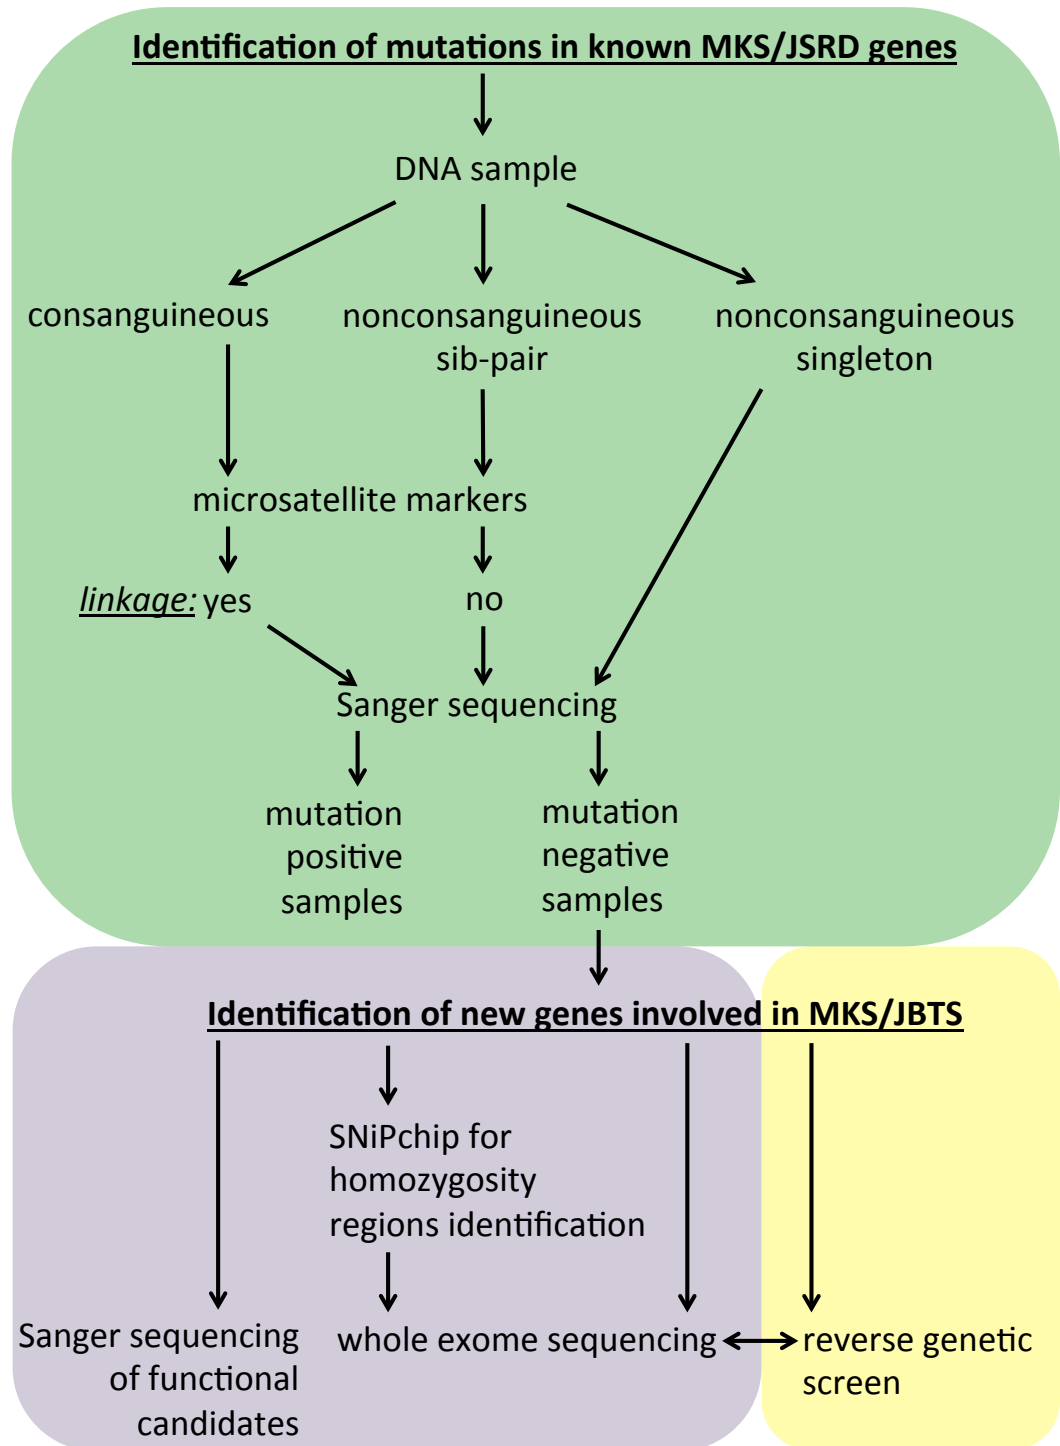 Identification of mutations in known MKS/JSRD genes
DNA sample
consanguineous
nonconsanguineous
sib-pair
nonconsanguineous
singleton
microsatellite markers
linkage: yes
no
Sanger sequencing
mutation
positive
samples
mutation
negative
samples
Identification of new genes involved in MKS/JBTS
SNiPchip for
homozygosity
regions identification
Sanger sequencing
of functional
candidates
whole exome sequencing
reverse genetic
screen